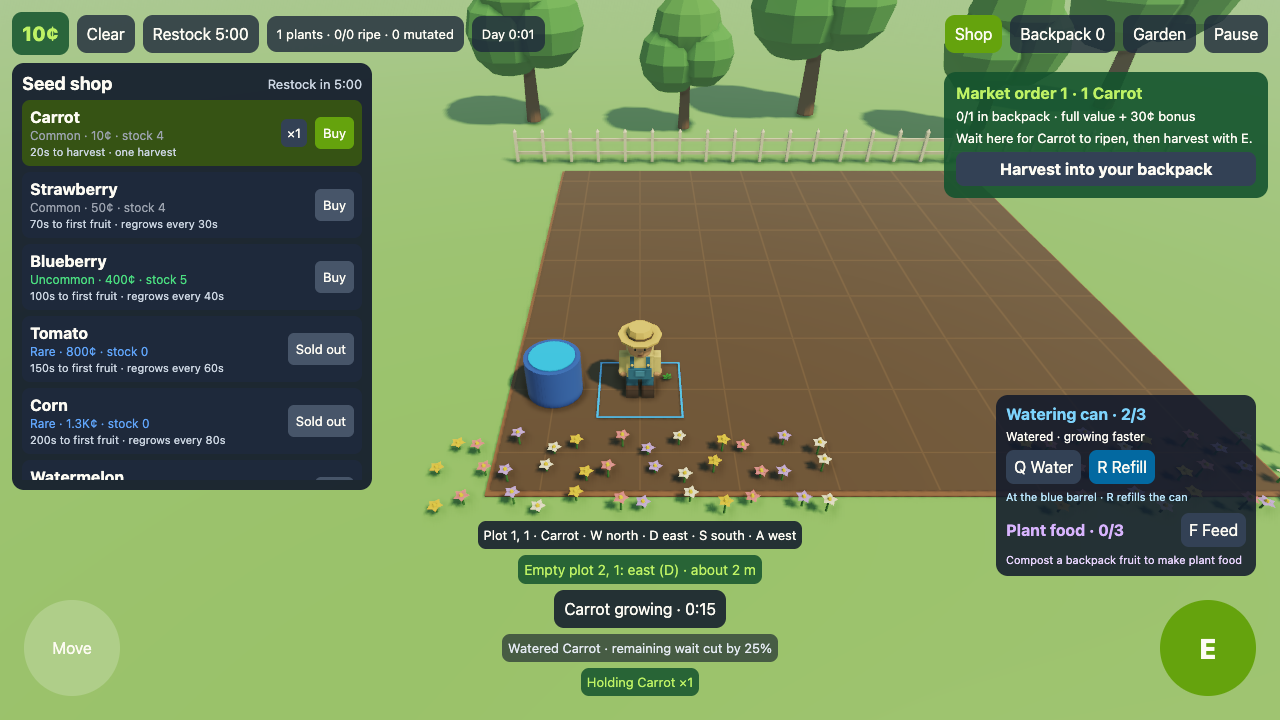 10¢
Clear
Restock 5:00
1 plants · 0/0 ripe · 0 mutated
Day 0:01
Shop
Backpack 0
Garden
Pause
Seed shop
Restock in 5:00
Carrot
Common · 10¢ · stock 4
20s to harvest · one harvest
×1
Buy
Strawberry
Common · 50¢ · stock 4
70s to first fruit · regrows every 30s
Buy
Blueberry
Uncommon · 400¢ · stock 5
100s to first fruit · regrows every 40s
Buy
Tomato
Rare · 800¢ · stock 0
150s to first fruit · regrows every 60s
Sold out
Corn
Rare · 1.3K¢ · stock 0
200s to first fruit · regrows every 80s
Sold out
Watermelon
Market order 1 · 1 Carrot
0/1 in backpack · full value + 30¢ bonus
Wait here for Carrot to ripen, then harvest with E.
Harvest into your backpack
Watering can · 2/3
Watered · growing faster
Q Water
R Refill
At the blue barrel · R refills the can
Plant food · 0/3
F Feed
Compost a backpack fruit to make plant food
Plot 1, 1 · Carrot · W north · D east · S south · A west
Empty plot 2, 1: east (D) · about 2 m
Carrot growing · 0:15
Watered Carrot · remaining wait cut by 25%
Holding Carrot ×1
Move
E